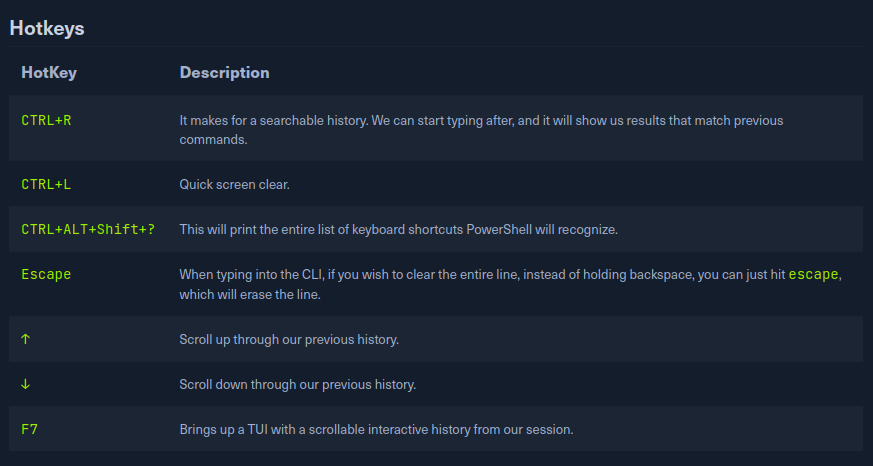 Hotkeys
HotKey Description
CTRL+R It makes for a searchable history. We can start typing after, and it will show us results that match previous
commands.
CTRL+L Quick screen clear.
CTRL+ALT+Shift+? This will print the entire list of keyboard shortcuts PowerShell will recognize.
Escape When typing into the CLI, if you wish to clear the entire line, instead of holding backspace, you can just hit escape,
which will erase the line.
↑ Scroll up through our previous history.
↓ Scroll down through our previous history.
F7 Brings up a TUI with a scrollable interactive history from our session.